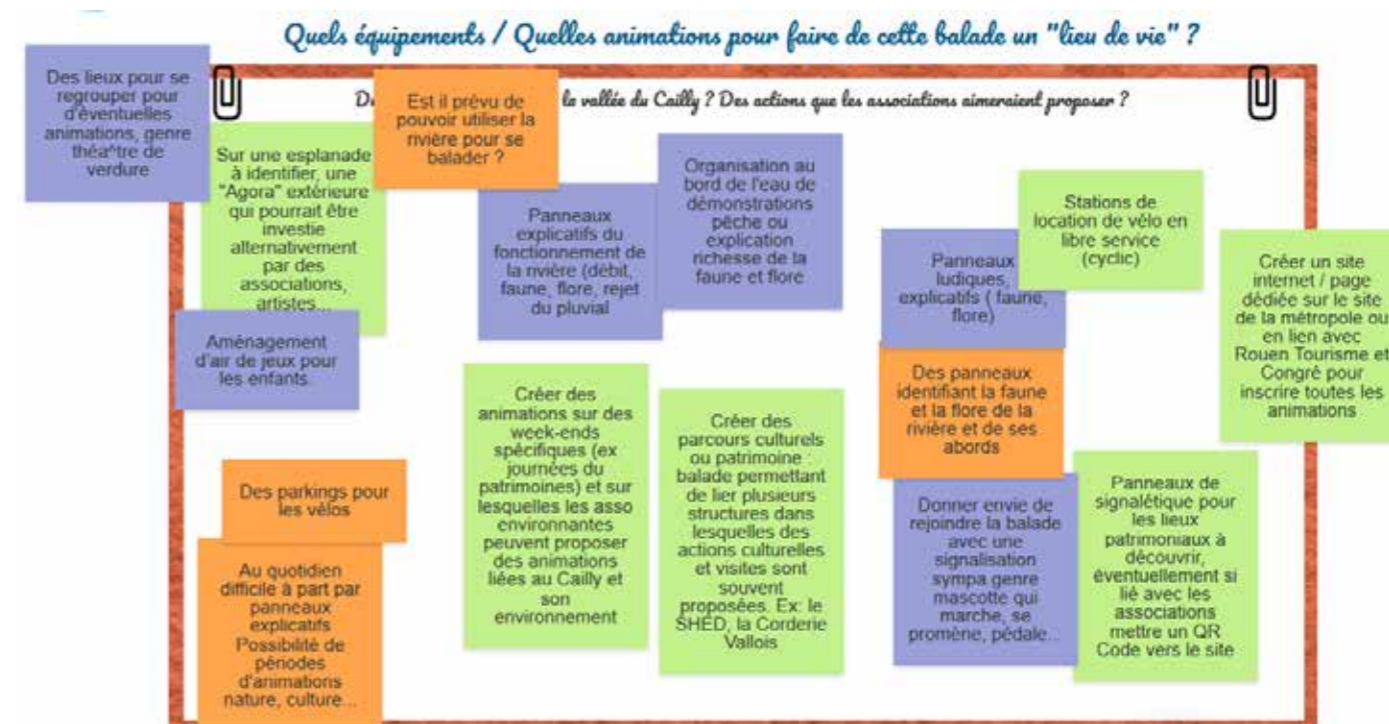 Quels équipements / Quelles animations pour faire de cette balade un "lieu de vie" ?
la vallée du Cailly ? Des actions que les associations aimeraient proposer ?
Des lieux pour se
regrouper pour
d'éventuelles
animations, genre
théa^tre de
verdure
Sur une esplanade
à identifier, une
"Agora" extérieure
qui pourrait être
investie
alternativement
par des
associations,
artistes...
Aménagement
d'air de jeux pour
les enfants.
Des parkings pour
les vélos
Au quotidien
difficile à part par
panneaux
explicatifs
Possibilité de
périodes
d'animations
nature, culture...
Est il prévu de
pouvoir utiliser la
rivière pour se
balader ?
Panneaux
explicatifs du
fonctionnement de
la rivière (débit,
faune, flore, rejet
du pluvial
Organisation au
bord de l'eau de
démonstrations
pêche ou
explication
richesse de la
faune et flore
Créer des
animations sur des
week-ends
spécifiques (ex
journées du
patrimoines) et sur
lesquelles les asso
environnantes
peuvent proposer
des animations
liées au Cailly et
son
environnement
Créer des
parcours culturels
ou patrimoine :
balade permettant
de lier plusieurs
structures dans
lesquelles des
actions culturelles
et visites sont
souvent
proposées. Ex: le
SHED, la Corderie
Vallois
Panneaux
ludiques,
explicatifs ( faune,
flore)
Stations de
location de vélo en
libre service
(cyclic)
Des panneaux
identifiant la faune
et la flore de la
rivière et de ses
abords
Donner envie de
rejoindre la balade
avec une
signalisation
sympa genre
mascotte qui
marche, se
promène, pédale...
Panneaux de
signalétique pour
les lieux
patrimoniaux à
découvrir,
éventuellement si
lié avec les
associations
mettre un QR
Code vers le site
Créer un site
internet / page
dédiée sur le site
de la métropole ou
en lien avec
Rouen Tourisme et
Congrè pour
inscrire toutes les
animations